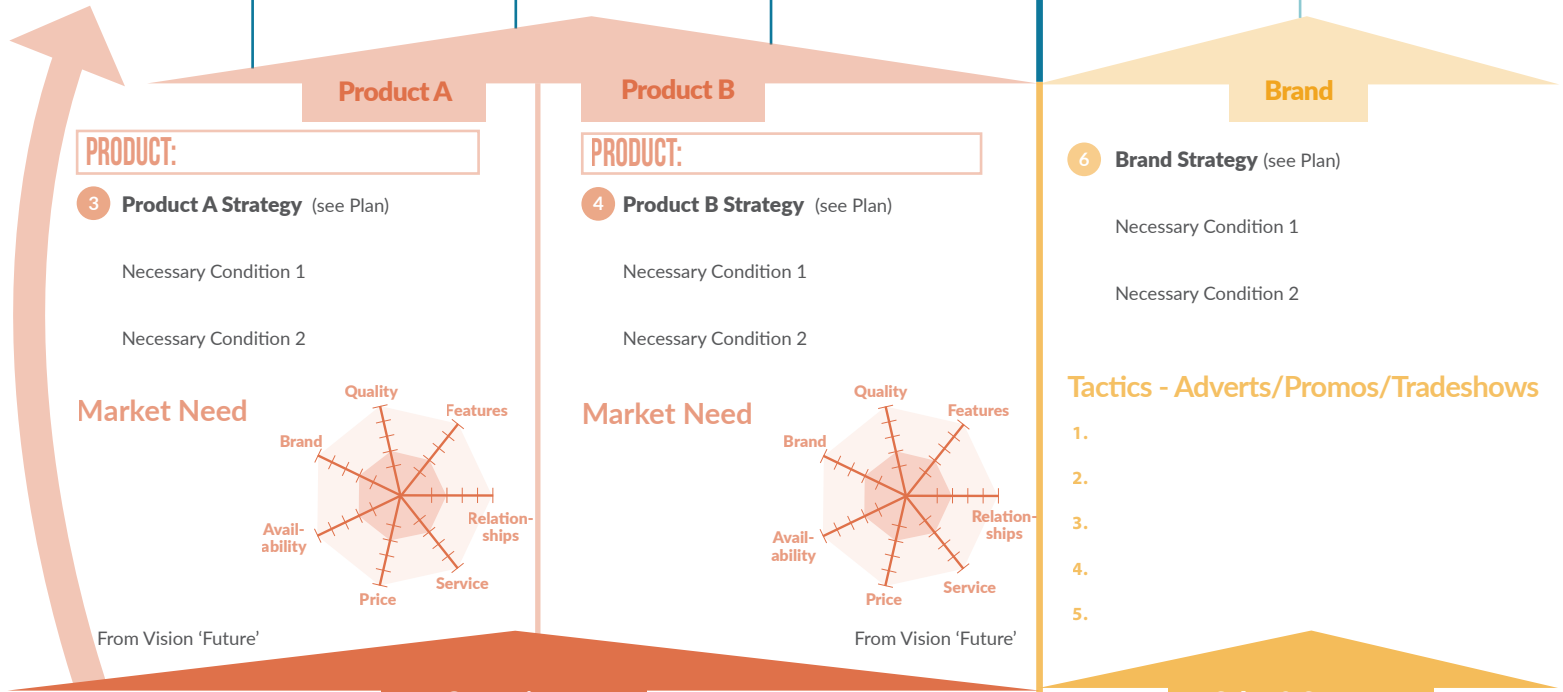 Product A
PRODUCT:
3 Product A Strategy (see Plan)
Necessary Condition 1
Necessary Condition 2
Market Need
Quality
Features
Brand
Relation-
ships
Avail-
ability
Service
Price
From Vision ‘Future’
Product B
PRODUCT:
4 Product B Strategy (see Plan)
Necessary Condition 1
Necessary Condition 2
Market Need
Quality
Features
Brand
Relation-
ships
Avail-
ability
Service
Price
From Vision ‘Future’
Brand
6 Brand Strategy (see Plan)
Necessary Condition 1
Necessary Condition 2
Tactics - Adverts/Promos/Tradeshows
1.
2.
3.
4.
5.